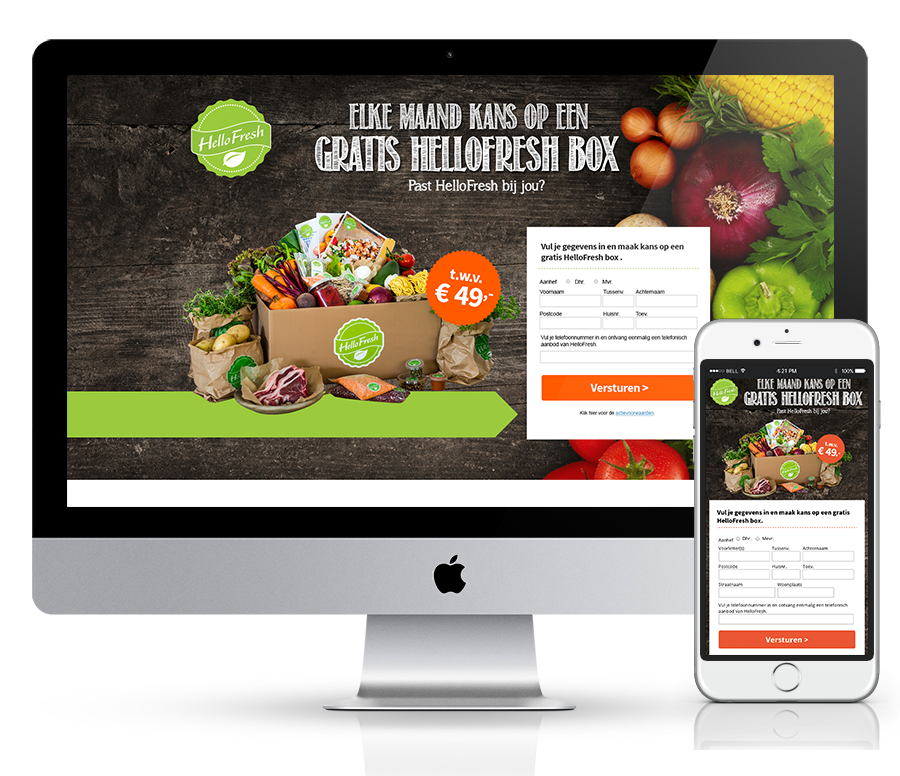 HelloFresh
ELKE MAAND KANS OP EEN
GRATIS HELLOFRESH BOX
Past HelloFresh bij jou?
t.w.v.
€ 49,-
HelloFresh
Vul je gegevens in en maak kans op een
gratis HelloFresh box .
Aanhef Dhr. Mvr.
Voornaam Tussenv. Achternaam
Postcode Huisnr. Toev.
Vul je telefoonnummer in en ontvang eenmalig een telefonisch
aanbod van HelloFresh.
Versturen >
Klik hier voor de actievoorwaarden.
BELL 4:21 PM 100%
HelloFresh
ELKE MAAND KANS OP EEN
GRATIS HELLOFRESH BOX
Past HelloFresh bij jou?
t.w.v.
€ 49,-
HelloFresh
Vul je gegevens in en maak kans op een gratis
HelloFresh box.
Aanhef Dhr. Mevr.
Voorletter(s) Tussenv. Achternaam
Postcode Huisnr. Toev.
Straatnaam Woonplaats
Vul je telefoonnummer in en ontvang eenmalig een telefonisch
aanbod van HelloFresh.
Versturen >